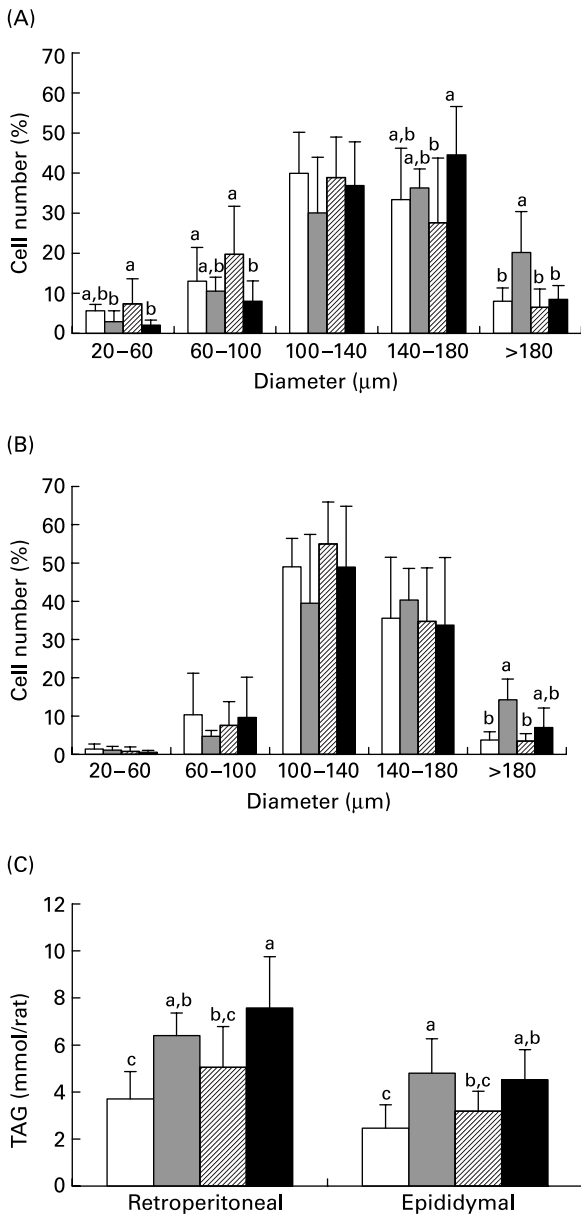 (A)
70
60
50
40
30
20
10
0
Cell number (%)
a,b b a b
a a,b a b
a,b a,b b a
b a b b
20–60 60–100 100–140 140–180 >180
Diameter (μm)
(B)
70
60
50
40
30
20
10
0
Cell number (%)
b a b a,b
20–60 60–100 100–140 140–180 >180
Diameter (μm)
(C)
12
10
8
6
4
2
0
TAG (mmol/rat)
c a,b b,c a
c a b,c a,b
Retroperitoneal Epididymal